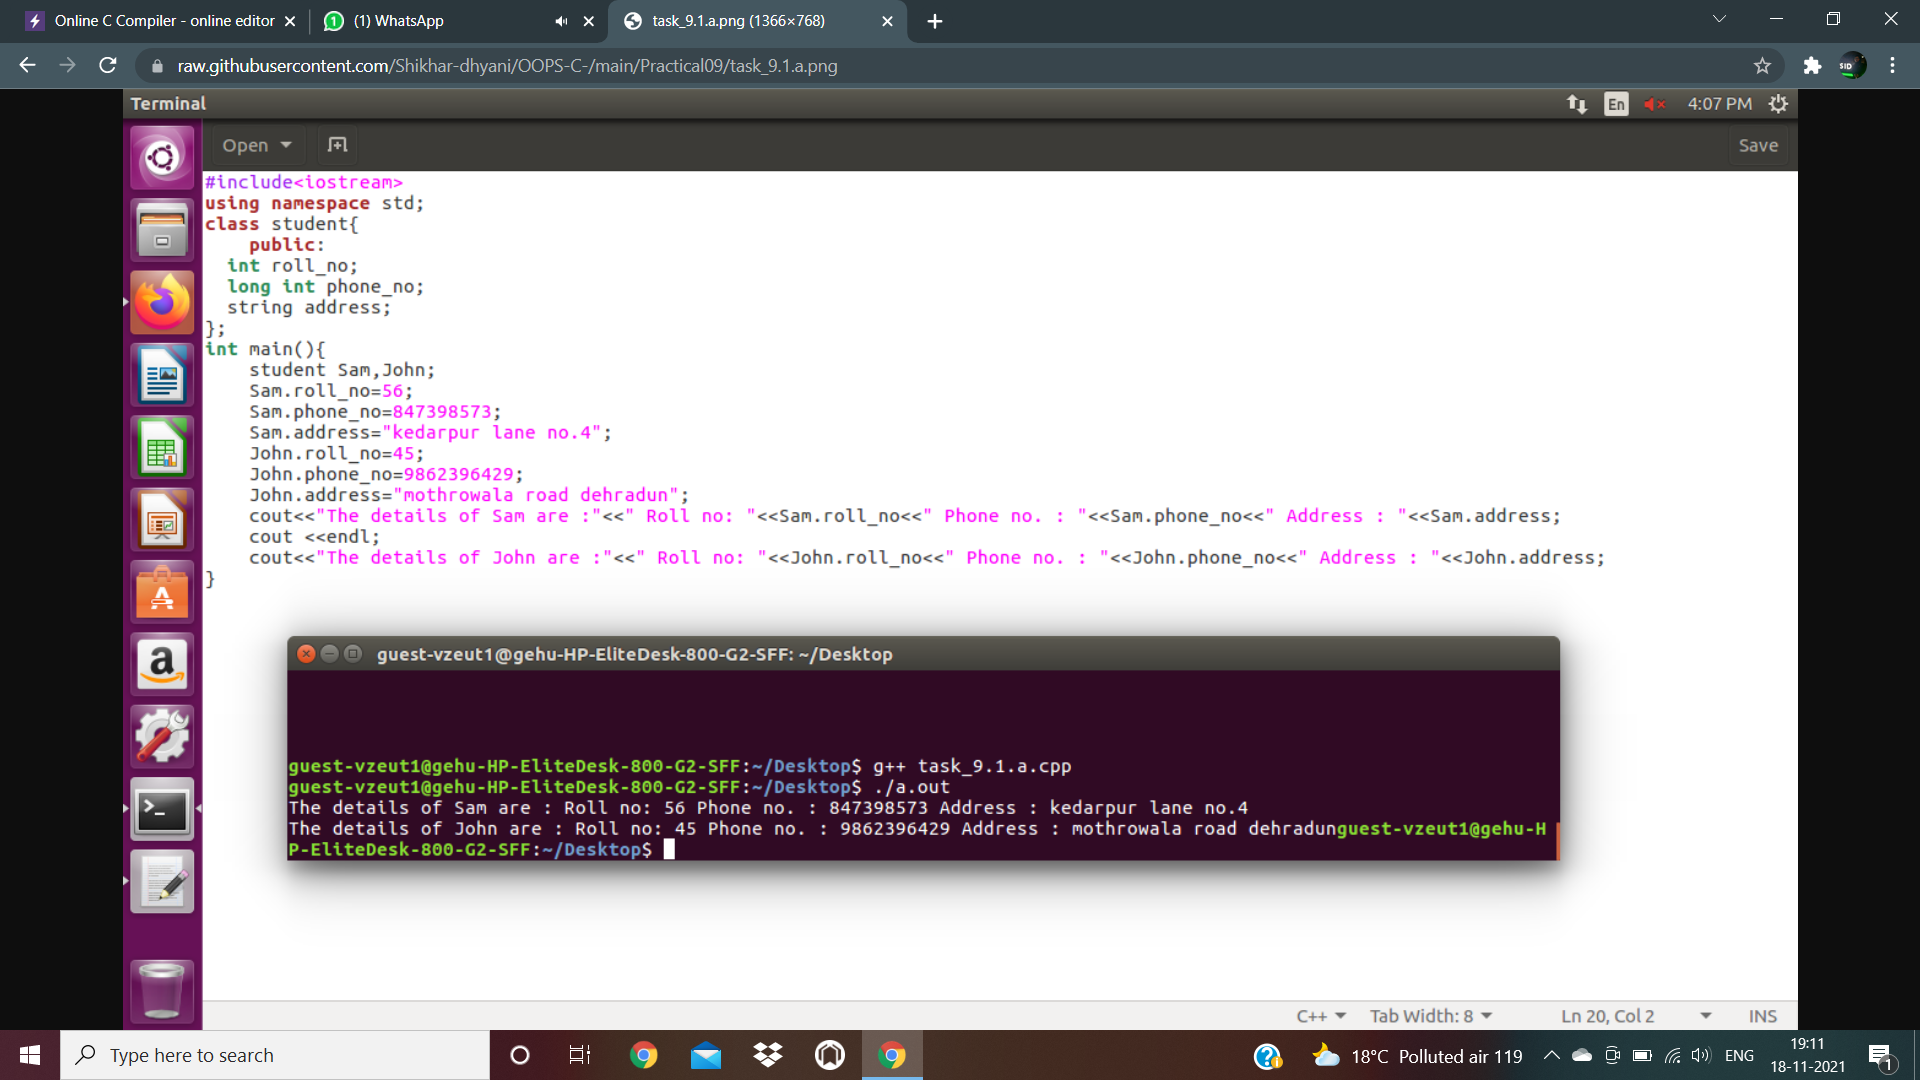 Online C Compiler - online editor
(1) WhatsApp
task_9.1.a.png (1366×768)
raw.githubusercontent.com/Shikhar-dhyani/OOPS-C-/main/Practical09/task_9.1.a.png
SID
Terminal
En
4:07 PM
Open
Save
#include<iostream>
using namespace std;
class student{
public:
int roll_no;
long int phone_no;
string address;
};
int main(){
student Sam,John;
Sam.roll_no=56;
Sam.phone_no=847398573;
Sam.address="kedarpur lane no.4";
John.roll_no=45;
John.phone_no=9862396429;
John.address="mothrowala road dehradun";
cout<<"The details of Sam are :"<<" Roll no: "<<Sam.roll_no<<" Phone no. : "<<Sam.phone_no<<" Address : "<<Sam.address;
cout <<endl;
cout<<"The details of John are :"<<" Roll no: "<<John.roll_no<<" Phone no. : "<<John.phone_no<<" Address : "<<John.address;
}
guest-vzeut1@gehu-HP-EliteDesk-800-G2-SFF: ~/Desktop
guest-vzeut1@gehu-HP-EliteDesk-800-G2-SFF:~/Desktop$ g++ task_9.1.a.cpp
guest-vzeut1@gehu-HP-EliteDesk-800-G2-SFF:~/Desktop$ ./a.out
The details of Sam are : Roll no: 56 Phone no. : 847398573 Address : kedarpur lane no.4
The details of John are : Roll no: 45 Phone no. : 9862396429 Address : mothrowala road dehradunguest-vzeut1@gehu-H
P-EliteDesk-800-G2-SFF:~/Desktop$
C++ Tab Width: 8 Ln 20, Col 2 INS
Type here to search
18°C Polluted air 119
ENG
19:11
18-11-2021
1